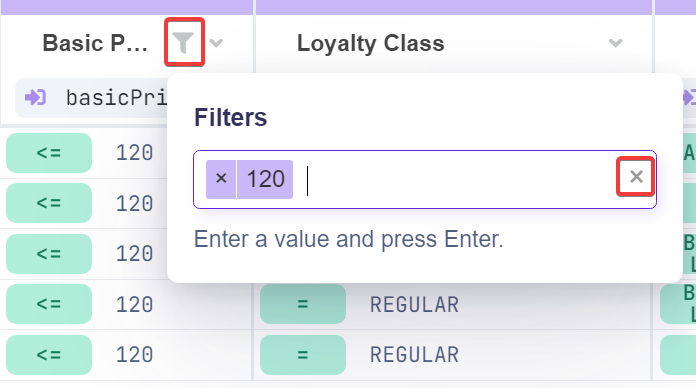 Basic P...
Loyalty Class
basicPri
Filters
× 120
×
Enter a value and press Enter.
<= 120
<= 120
<= 120
<= 120 = REGULAR
<= 120 = REGULAR
A
B
L
B
L